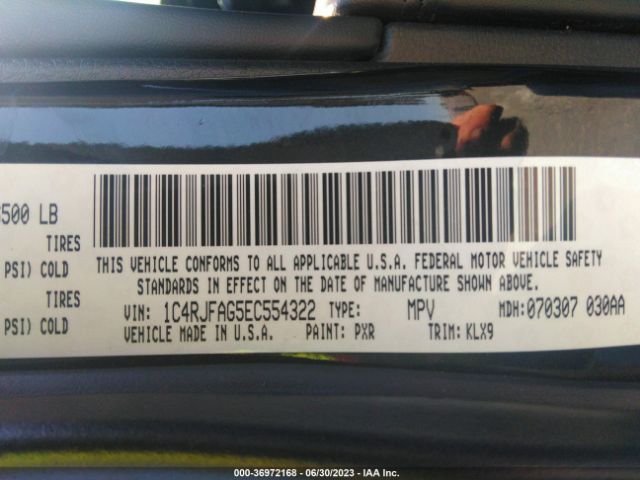 500 LB
TIRES
PSI) COLD
TIRES
PSI) COLD
THIS VEHICLE CONFORMS TO ALL APPLICABLE U.S.A. FEDERAL MOTOR VEHICLE SAFETY
STANDARDS IN EFFECT ON THE DATE OF MANUFACTURE SHOWN ABOVE.
VIN: 1C4RJFAG5EC554322 TYPE: MPV MDH:070307 030AA
VEHICLE MADE IN U.S.A. PAINT: PXR TRIM: KLX9
000-36972168 - 06/30/2023 - IAA Inc.